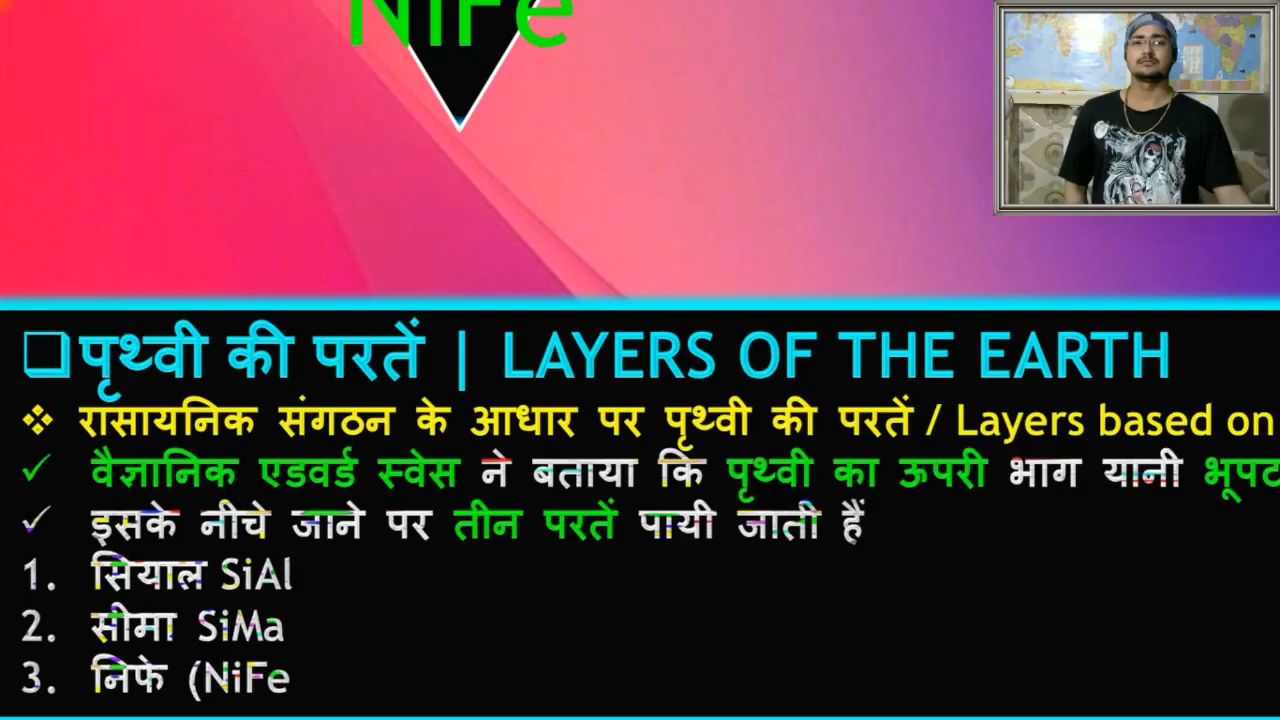 NiFe
पृथ्वी की परतें | LAYERS OF THE EARTH
रासायनिक संगठन के आधार पर पृथ्वी की परतें / Layers based on
वैज्ञानिक एडवर्ड स्वेस ने बताया कि पृथ्वी का ऊपरी भाग यानी
इसके नीचे जाने पर तीन परतें पायी जाती हैं
1. सियाल SiAl
2. सीमा SiMa
3. निफे (NiFe